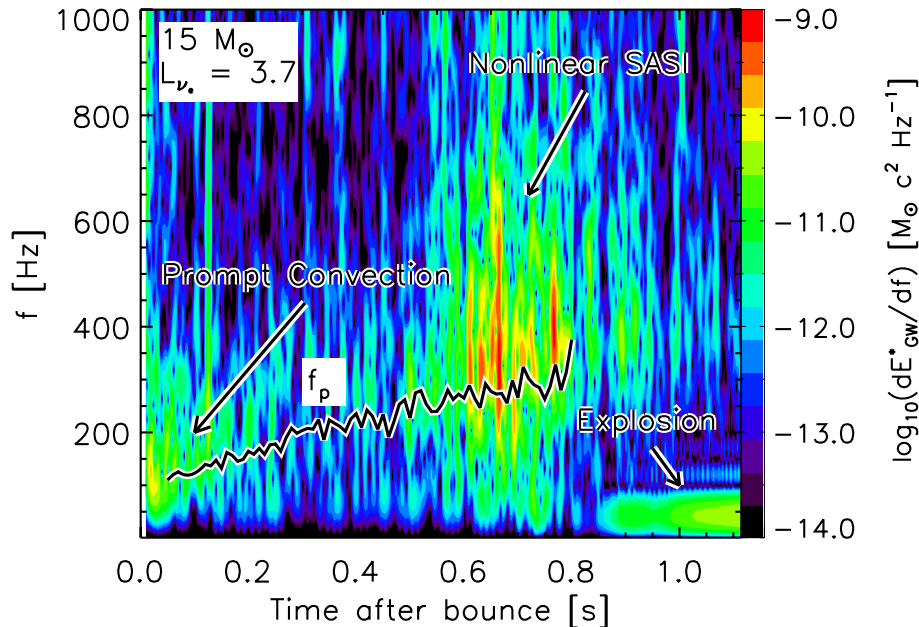 15 M⊙
Lνe = 3.7
Nonlinear SASI
Prompt Convection
fp
Explosion
f [Hz]
1000
800
600
400
200
0.0
0.2
0.4
0.6
0.8
1.0
Time after bounce [s]
-9.0
-10.0
-11.0
-12.0
-13.0
-14.0
log10(dE*GW/df) [M⊙ c2 Hz-1]